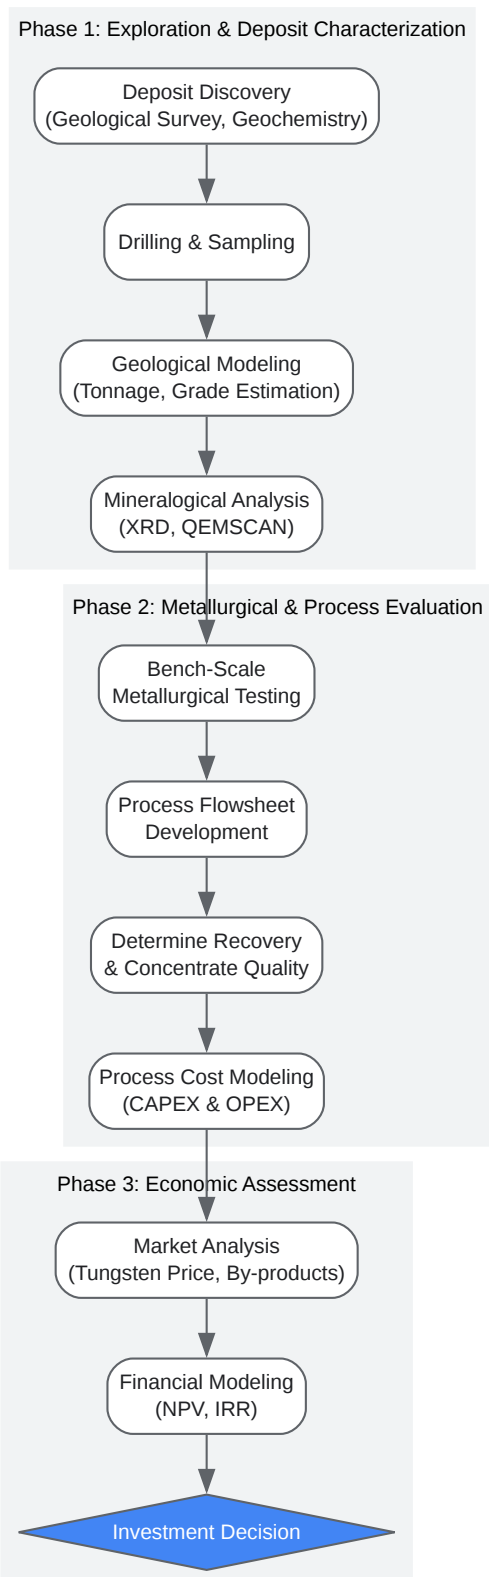 Phase 1: Exploration & Deposit Characterization
Deposit Discovery
(Geological Survey, Geochemistry)
Drilling & Sampling
Geological Modeling
(Tonnage, Grade Estimation)
Mineralogical Analysis
(XRD, QEMSCAN)
Phase 2: Metallurgical & Process Evaluation
Bench-Scale
Metallurgical Testing
Process Flowsheet
Development
Determine Recovery
& Concentrate Quality
Process Cost Modeling
(CAPEX & OPEX)
Phase 3: Economic Assessment
Market Analysis
(Tungsten Price, By-products)
Financial Modeling
(NPV, IRR)
Investment Decision